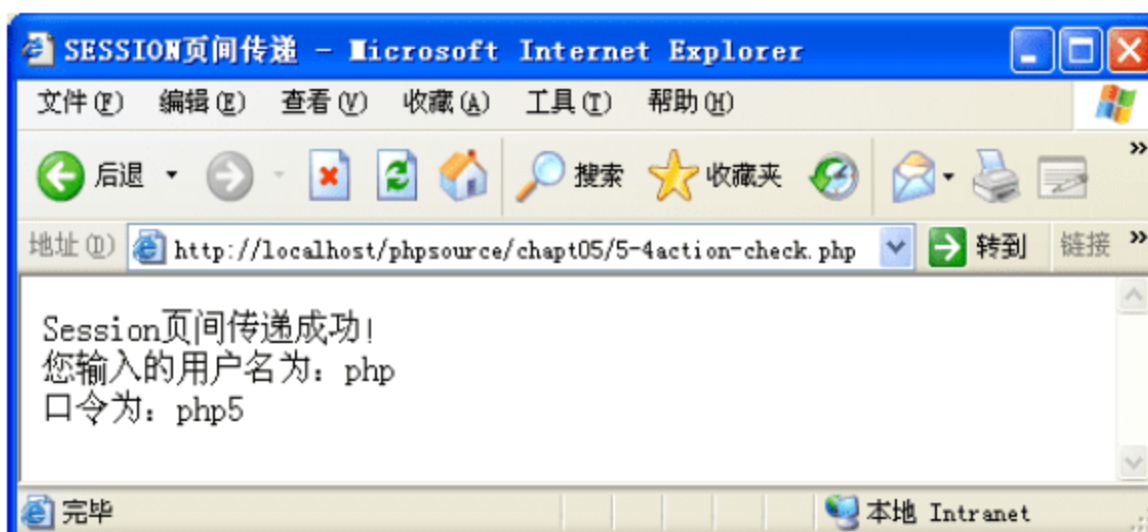 SESSION页间传递 - Microsoft Internet Explorer
文件(F) 编辑(E) 查看(V) 收藏(A) 工具(T) 帮助(H)
后退 搜索 收藏夹 »
地址(D) http://localhost/phpsource/chapt05/5-4action-check.php 转到 链接 »
Session页间传递成功!
您输入的用户名为：php
口令为：php5
完毕 本地 Intranet